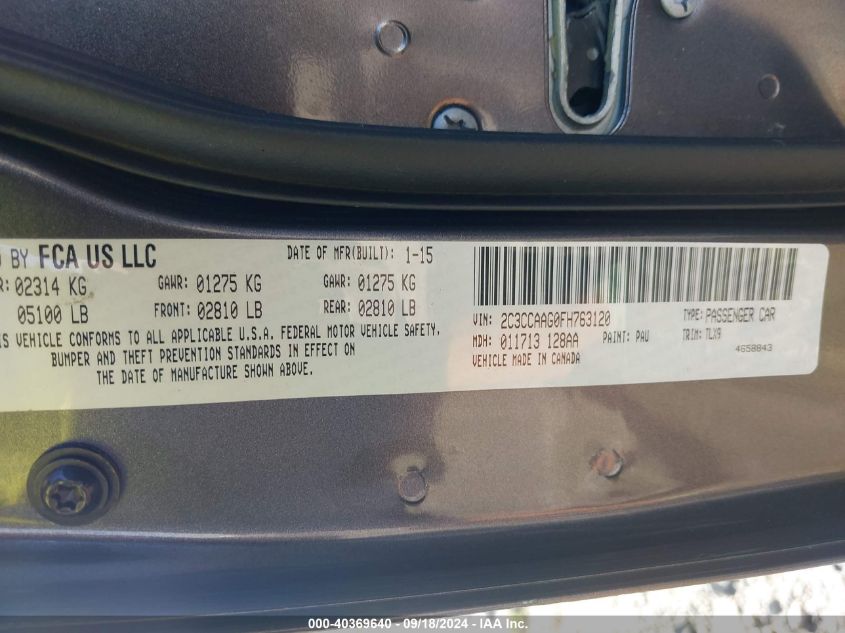 BY FCA US LLC
DATE OF MFR(BUILT): 1-15
02314 KG GAWR: 01275 KG GAWR: 01275 KG
05100 LB FRONT: 02810 LB REAR: 02810 LB
VEHICLE CONFORMS TO ALL APPLICABLE U.S.A. FEDERAL MOTOR VEHICLE SAFETY,
BUMPER AND THEFT PREVENTION STANDARDS IN EFFECT ON
THE DATE OF MANUFACTURE SHOWN ABOVE.
VIN: 2C3CCAAG0FH763120 TYPE: PASSENGER CAR
MDH: 011713 128AA PAINT: PAU TRIM: TLX9
VEHICLE MADE IN CANADA 4658843
000-40369640 - 09/18/2024 - IAA Inc.